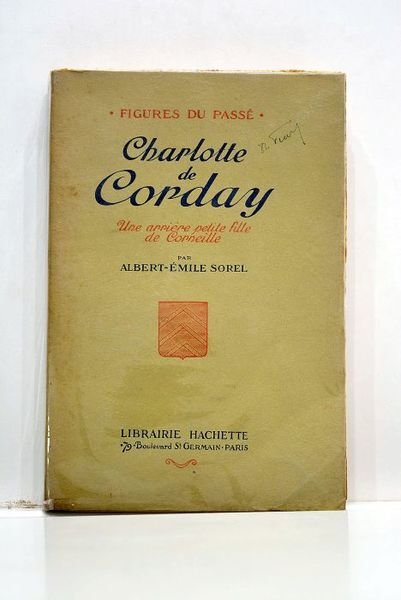 • FIGURES DU PASSÉ •
Charlotte
de
Corday
Une arrière petite fille
de Corneille
PAR
ALBERT-ÉMILE SOREL
LIBRAIRIE HACHETTE
·79·Boulevard St GERMAIN·PARIS